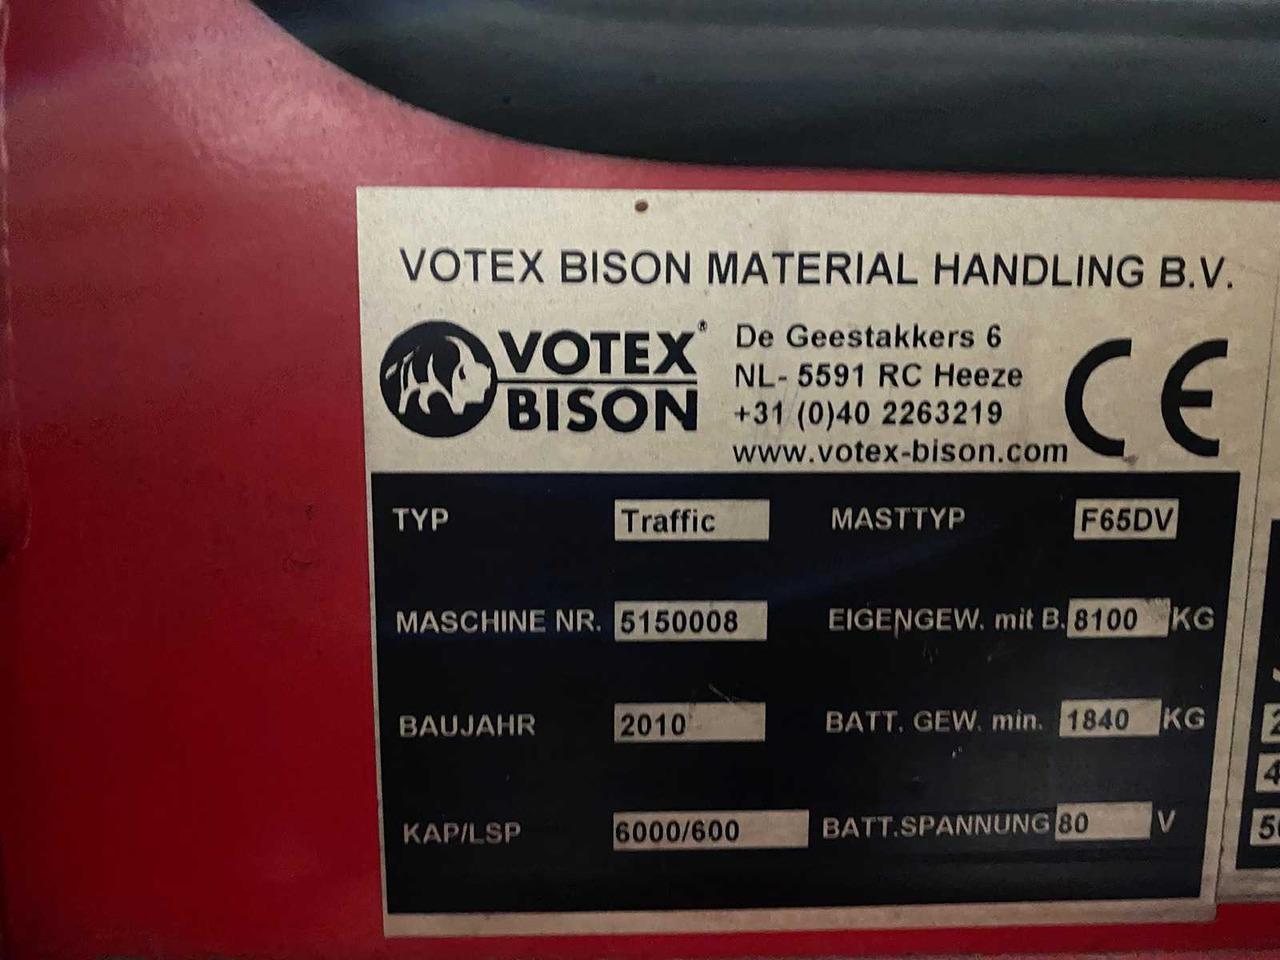 VOTEX BISON MATERIAL HANDLING B.V.
VOTEX®
BISON
De Geestakkers 6
NL- 5591 RC Heeze
+31 (0)40 2263219
www.votex-bison.com
CE
TYP Traffic MASTTYP F65DV
MASCHINE NR. 5150008 EIGENGEW. mit B. 8100 KG
BAUJAHR 2010 BATT. GEW. min. 1840 KG
KAP/LSP 6000/600 BATT.SPANNUNG 80 V